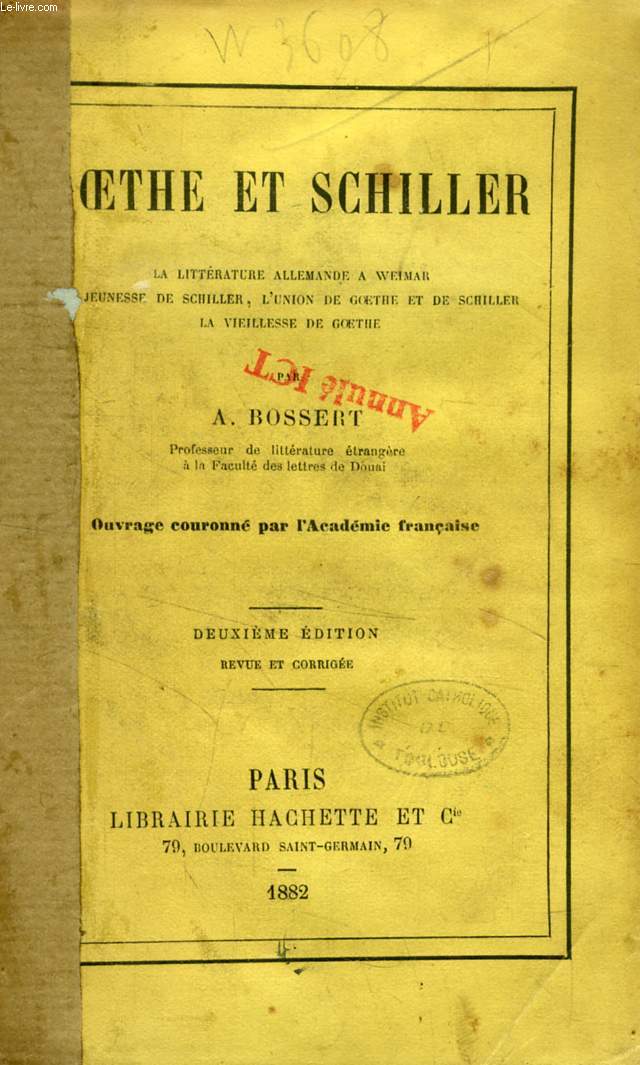 Le-livre.com
W 3608
ŒTHE ET SCHILLER
LA LITTÉRATURE ALLEMANDE A WEIMAR
JEUNESSE DE SCHILLER, L'UNION DE GŒTHE ET DE SCHILLER
LA VIEILLESSE DE GŒTHE
PAR
Annulé ICT
A. BOSSERT
Professeur de littérature étrangère
à la Faculté des lettres de Douai
Ouvrage couronné par l'Académie française
DEUXIÈME ÉDITION
REVUE ET CORRIGÉE
INSTITUT CATHOLIQUE
DE
TOULOUSE
PARIS
LIBRAIRIE HACHETTE ET Cie
79, BOULEVARD SAINT-GERMAIN, 79
1882